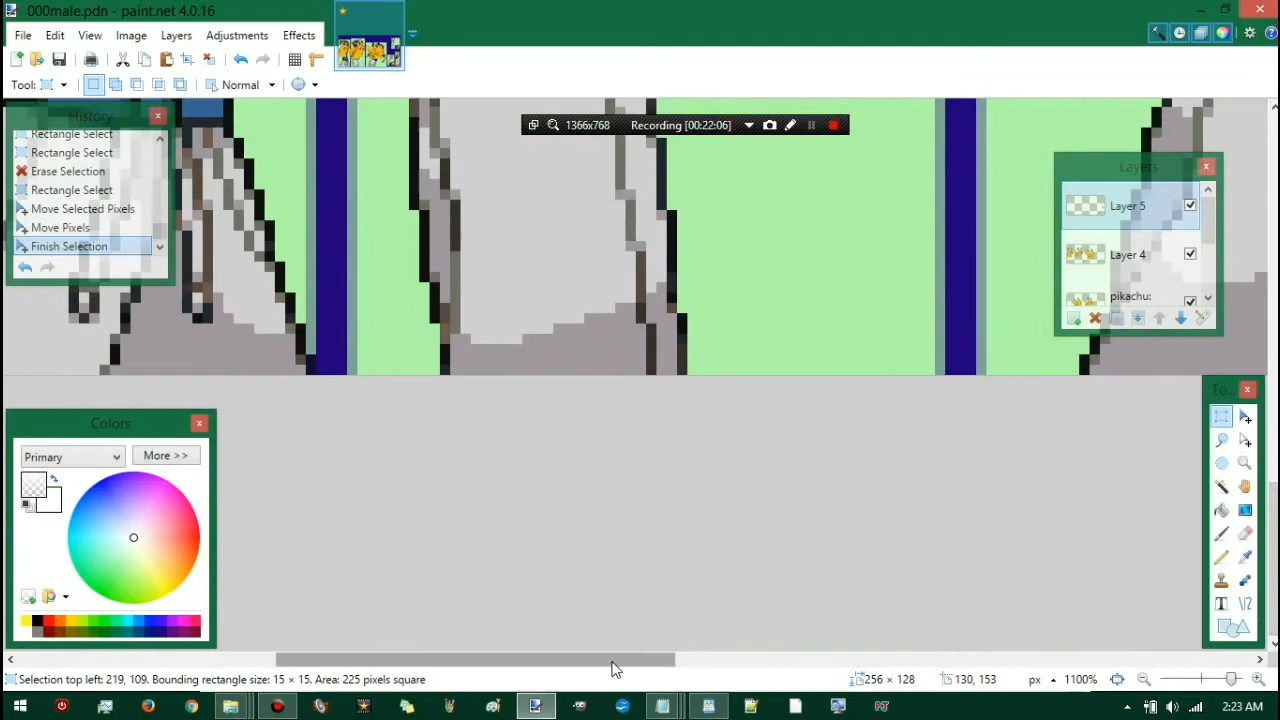 000male.pdn - paint.net 4.0.16
File Edit View Image Layers Adjustments Effects
Tool: Normal
1366x768 Recording [00:22:06]
History
Rectangle Select
Rectangle Select
Erase Selection
Rectangle Select
Move Selected Pixels
Move Pixels
Finish Selection
Layers
Layer 5
Layer 4
pikachu:
Colors
Primary More >>
To...
Selection top left: 219, 109. Bounding rectangle size: 15 × 15. Area: 225 pixels square 256 × 128 130, 153 px 1100%
2:23 AM